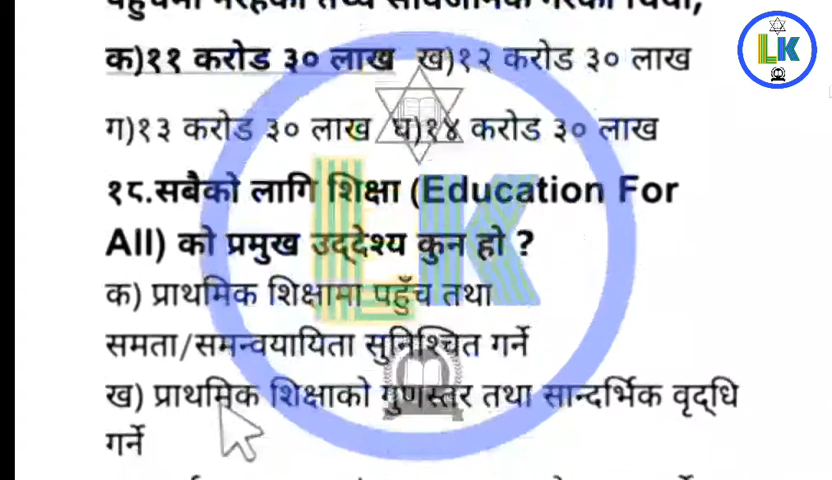 क)११ करोड ३० लाख ख)१२ करोड ३० लाख
ग)१३ करोड ३० लाख घ)१४ करोड ३० लाख
१८.सबैको लागि शिक्षा (Education For
All) को प्रमुख उद्देश्य कुन हो ?
क) प्राथमिक शिक्षामा पहुँच तथा
समता/समन्वयायिता सुनिश्चित गर्ने
ख) प्राथमिक शिक्षाको गुणस्तर तथा सान्दर्भिक वृद्धि
गर्ने
LK
LK